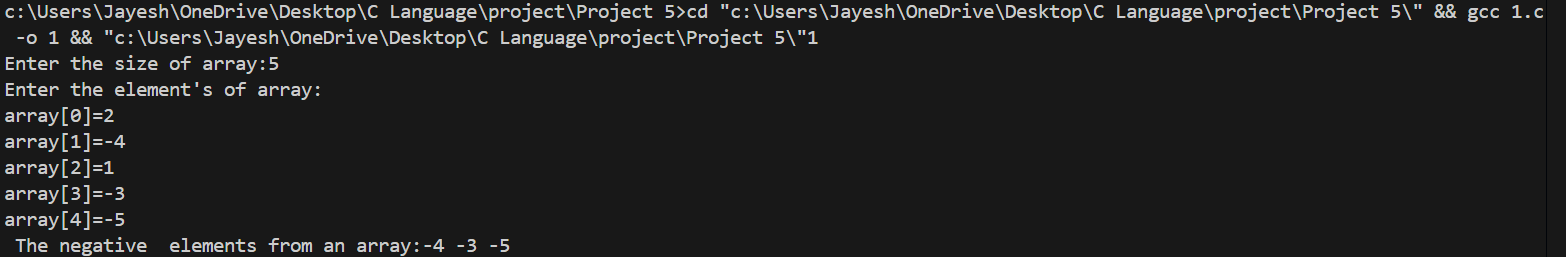 c:\Users\Jayesh\OneDrive\Desktop\C Language\project\Project 5>cd "c:\Users\Jayesh\OneDrive\Desktop\C Language\project\Project 5\" && gcc 1.c
 -o 1 && "c:\Users\Jayesh\OneDrive\Desktop\C Language\project\Project 5\"1
Enter the size of array:5
Enter the element's of array:
array[0]=2
array[1]=-4
array[2]=1
array[3]=-3
array[4]=-5
 The negative  elements from an array:-4 -3 -5